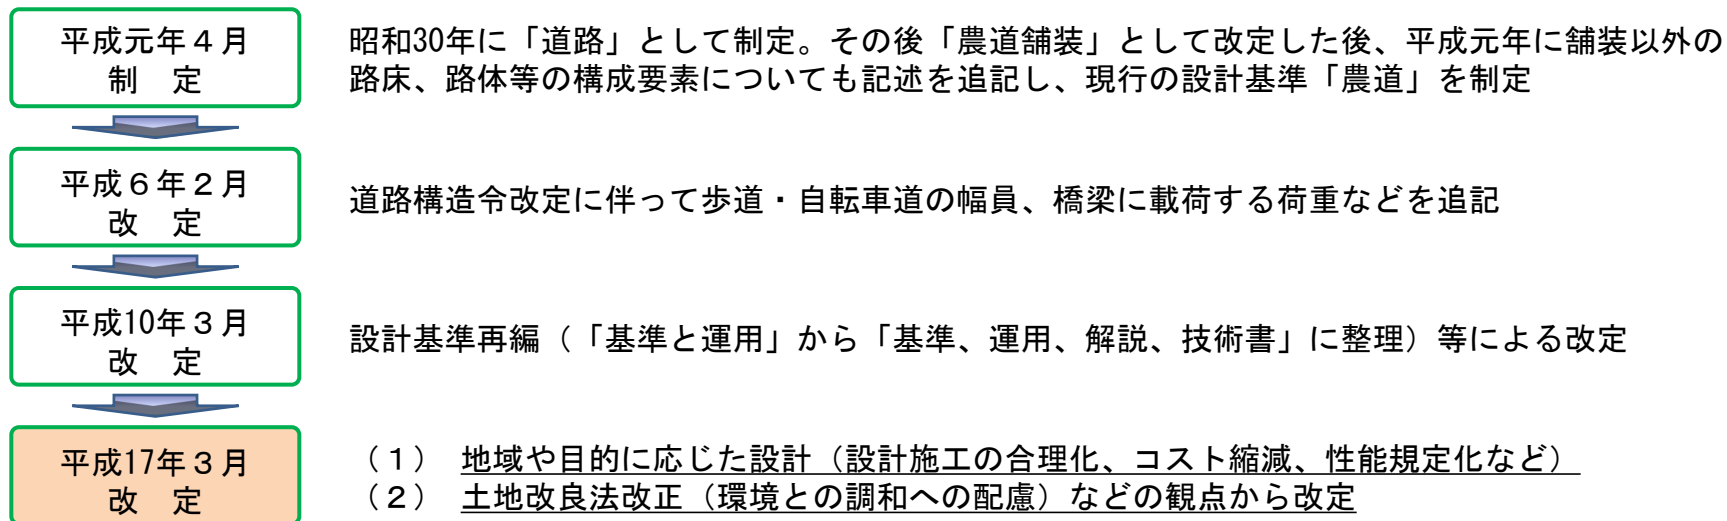 平成元年４月
制　定
昭和30年に「道路」として制定。その後「農道舗装」として改定した後、平成元年に舗装以外の
路床、路体等の構成要素についても記述を追記し、現行の設計基準「農道」を制定
平成６年２月
改　定
道路構造令改定に伴って歩道・自転車道の幅員、橋梁に載荷する荷重などを追記
平成10年３月
改　定
設計基準再編（「基準と運用」から「基準、運用、解説、技術書」に整理）等による改定
平成17年３月
改　定
（１）　地域や目的に応じた設計（設計施工の合理化、コスト縮減、性能規定化など）
（２）　土地改良法改正（環境との調和への配慮）などの観点から改定